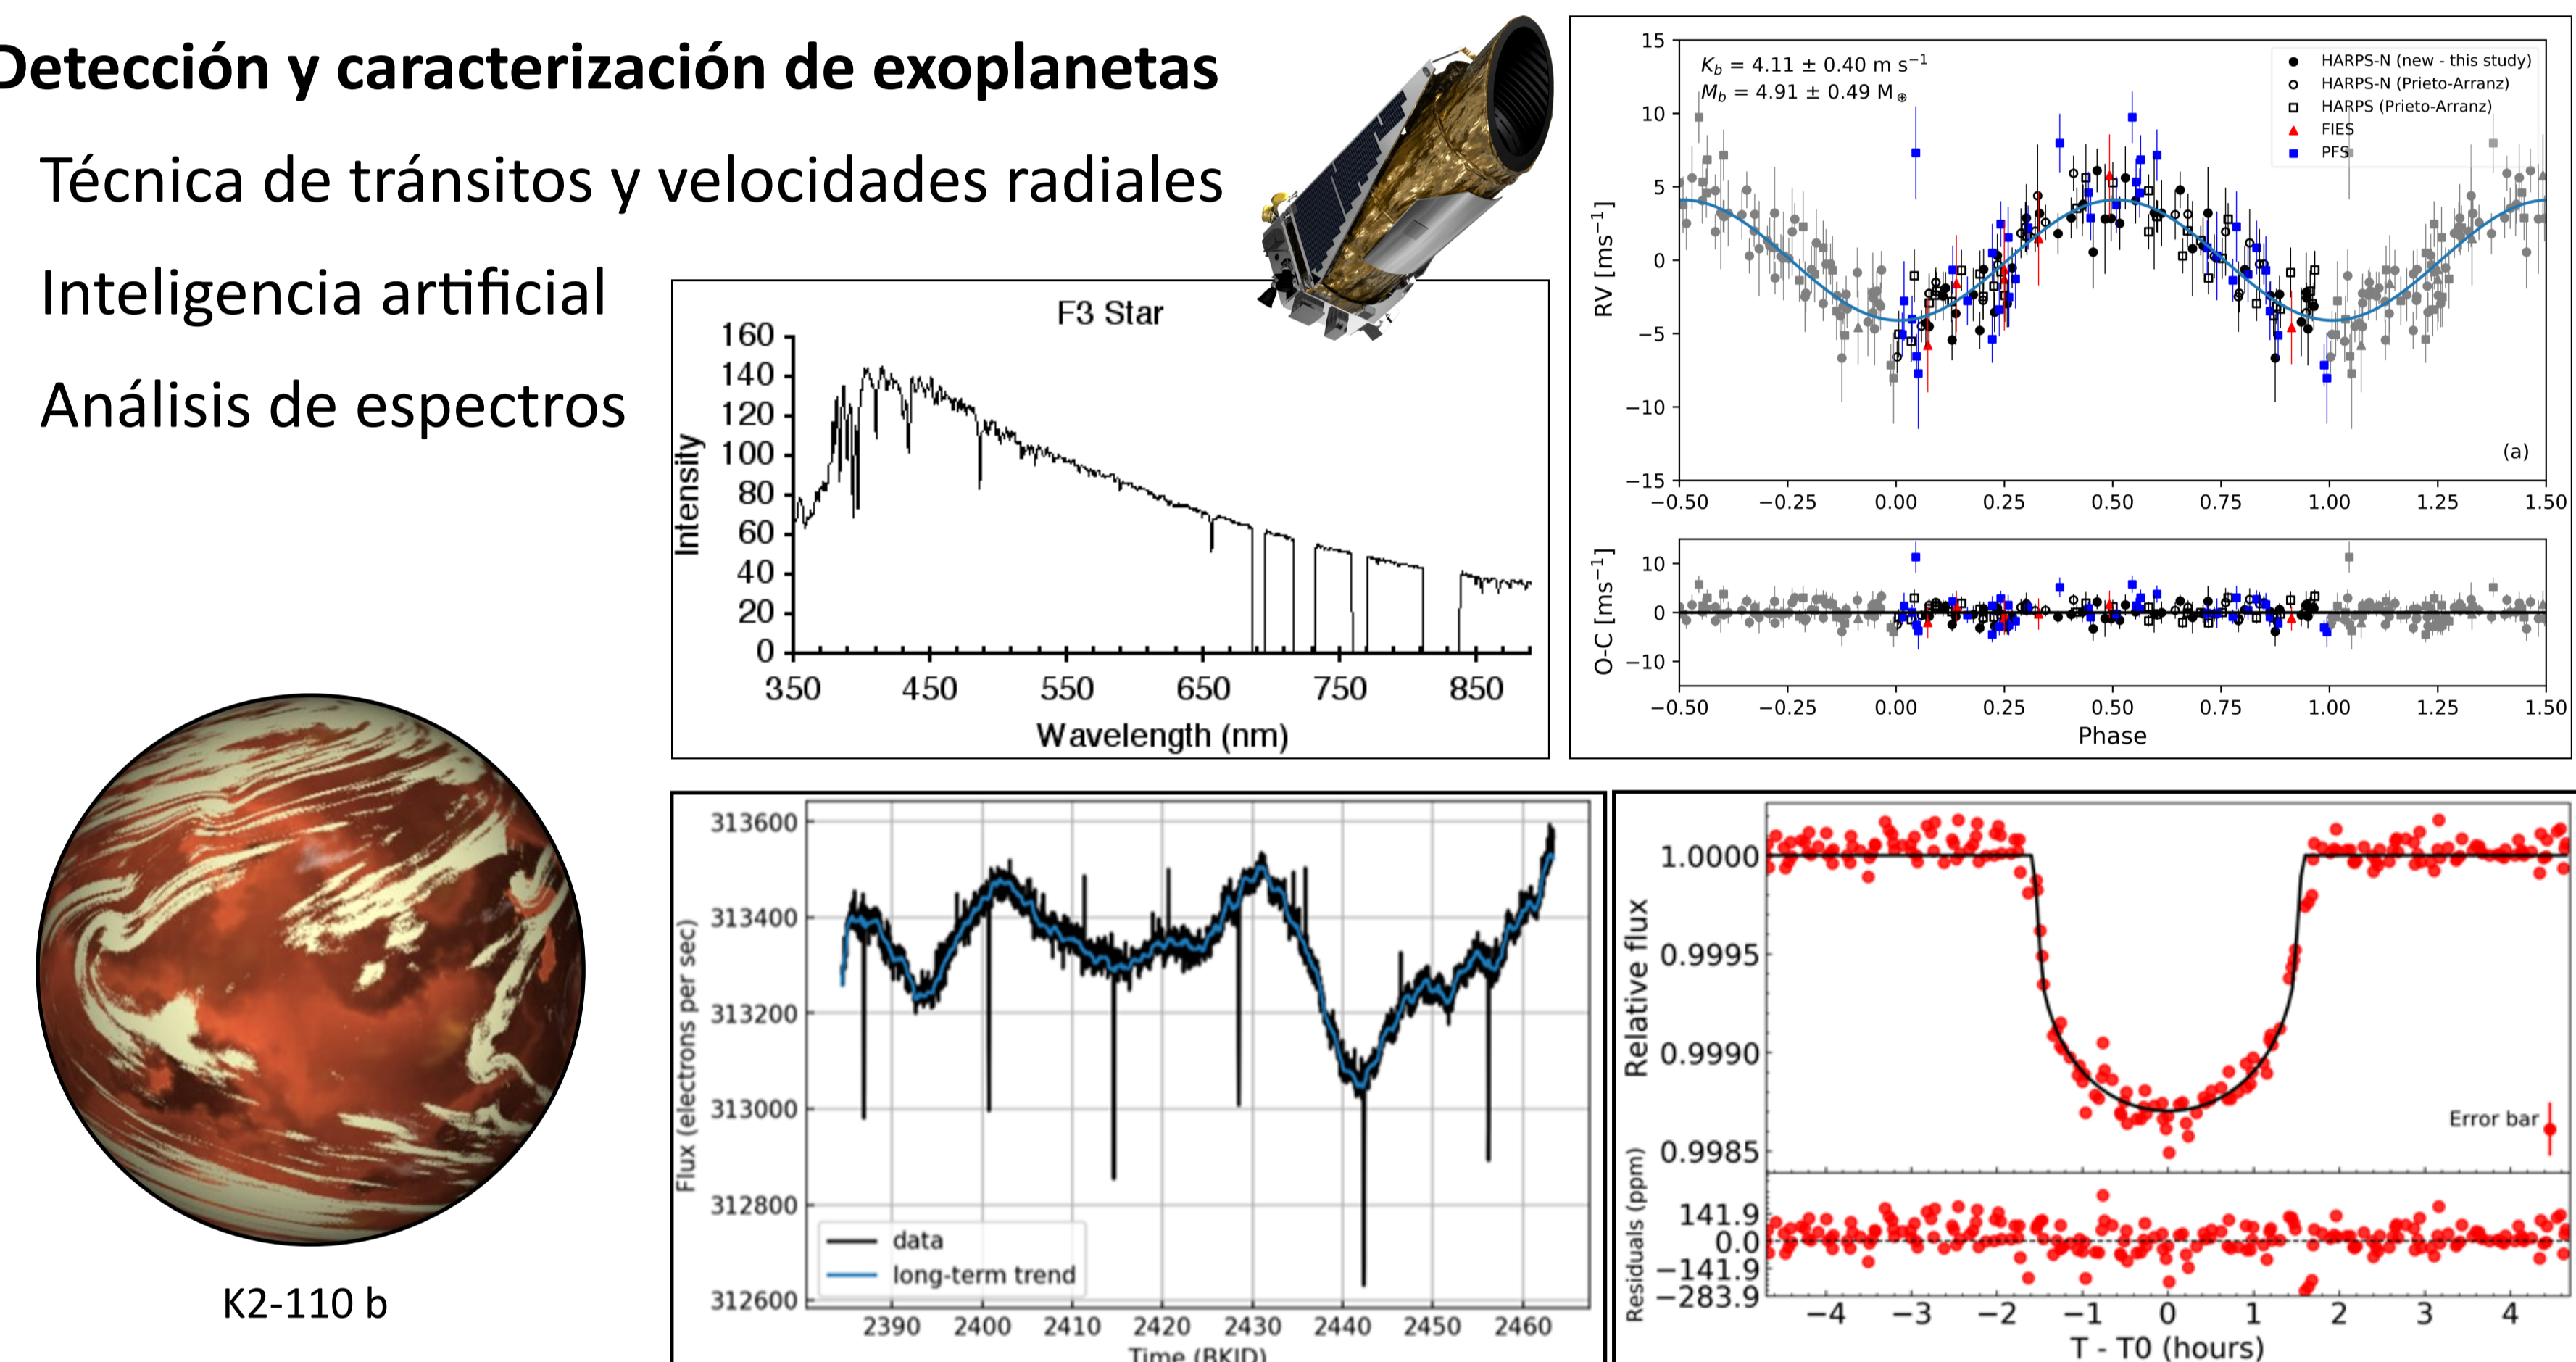 Detección y caracterización de exoplanetas
Técnica de tránsitos y velocidades radiales
Inteligencia artificial
Análisis de espectros
F3 Star
160
140
120
100
80
60
40
20
0
Intensity
350 450 550 650 750 850
Wavelength (nm)
K_b = 4.11 ± 0.40 m s⁻¹
M_b = 4.91 ± 0.49 M⊕
HARPS-N (new - this study)
HARPS-N (Prieto-Arranz)
HARPS (Prieto-Arranz)
FIES
PFS
15
10
5
0
−5
−10
−15
RV [ms⁻¹]
(a)
−0.50 −0.25 0.00 0.25 0.50 0.75 1.00 1.25 1.50
10
0
−10
O-C [ms⁻¹]
−0.50 −0.25 0.00 0.25 0.50 0.75 1.00 1.25 1.50
Phase
K2-110 b
313600
313400
313200
313000
312800
312600
Flux (electrons per sec)
data
long-term trend
2390 2400 2410 2420 2430 2440 2450 2460
Time (BKJD)
1.0000
0.9995
0.9990
0.9985
Relative flux
Error bar
141.9
0.0
−141.9
−283.9
Residuals (ppm)
−4 −3 −2 −1 0 1 2 3 4
T - T0 (hours)